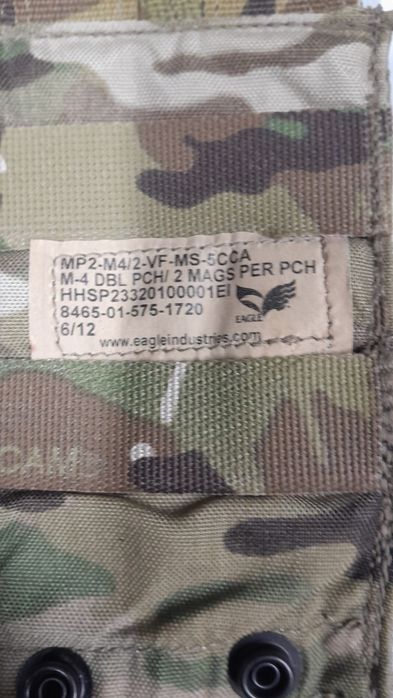 MP2-M4/2-VF-MS-5CCA
M-4 DBL PCH/ 2 MAGS PER PCH
HHSP23320100001EI
8465-01-575-1720
EAGLE
6/12
www.eagleindustries.com
CAM